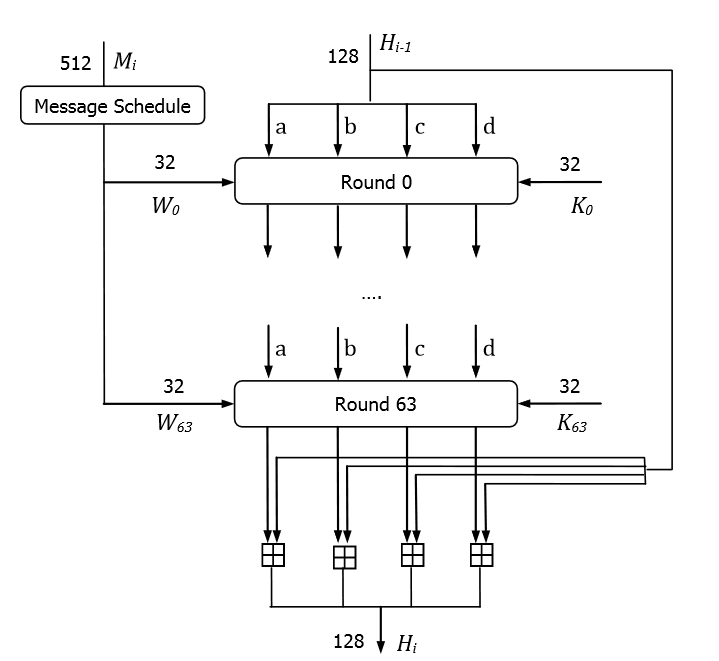 128 Hi-1
512 Mi
Message Schedule
a b c d
32 32
Round 0
W0 K0
....
a b c d
32 32
Round 63
W63 K63
128 Hi